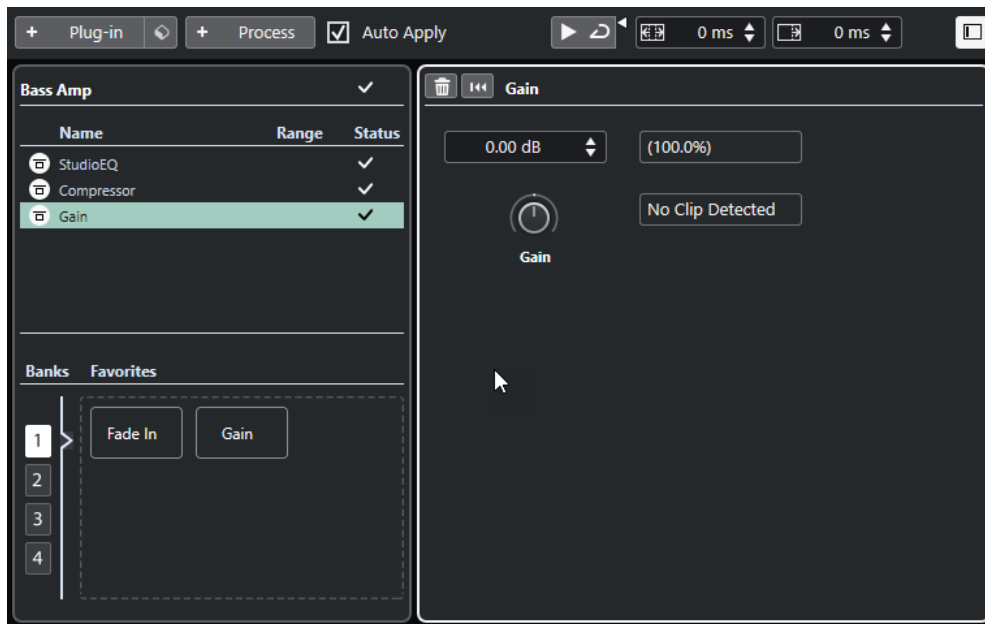 + Plug-in + Process Auto Apply 0 ms 0 ms
Bass Amp
Name Range Status
StudioEQ
Compressor
Gain
Banks Favorites
1
2
3
4
Fade In Gain
Gain
0.00 dB (100.0%)
No Clip Detected
Gain